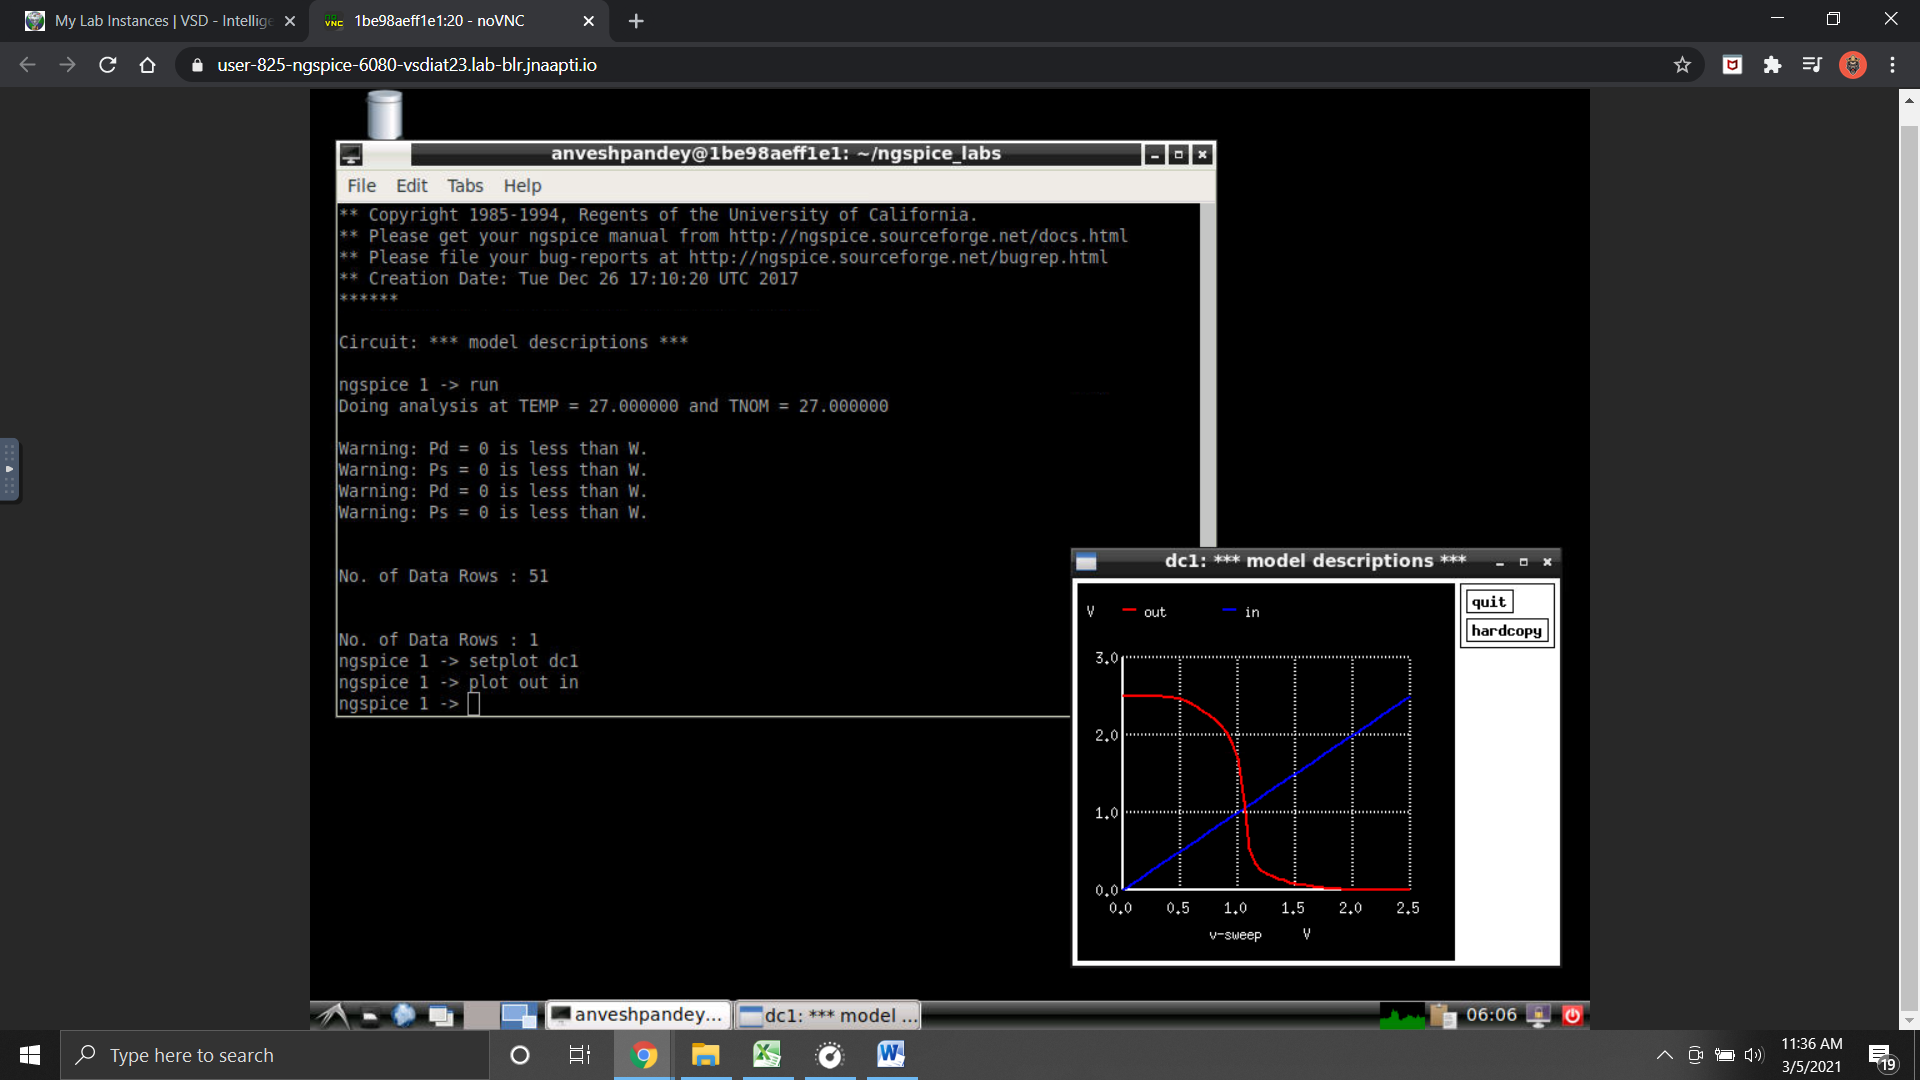 My Lab Instances | VSD - Intellige
1be98aeff1e1:20 - noVNC
user-825-ngspice-6080-vsdiat23.lab-blr.jnaapti.io
anveshpandey@1be98aeff1e1: ~/ngspice_labs
File Edit Tabs Help
** Copyright 1985-1994, Regents of the University of California.
** Please get your ngspice manual from http://ngspice.sourceforge.net/docs.html
** Please file your bug-reports at http://ngspice.sourceforge.net/bugrep.html
** Creation Date: Tue Dec 26 17:10:20 UTC 2017
******
Circuit: *** model descriptions ***
ngspice 1 -> run
Doing analysis at TEMP = 27.000000 and TNOM = 27.000000
Warning: Pd = 0 is less than W.
Warning: Ps = 0 is less than W.
Warning: Pd = 0 is less than W.
Warning: Ps = 0 is less than W.
No. of Data Rows : 51
No. of Data Rows : 1
ngspice 1 -> setplot dc1
ngspice 1 -> plot out in
ngspice 1 ->
dc1: *** model descriptions ***
quit
hardcopy
V out in
3.0
2.0
1.0
0.0
0.0 0.5 1.0 1.5 2.0 2.5
v-sweep V
anveshpandey...
dc1: *** model ...
06:06
Type here to search
11:36 AM
3/5/2021
19